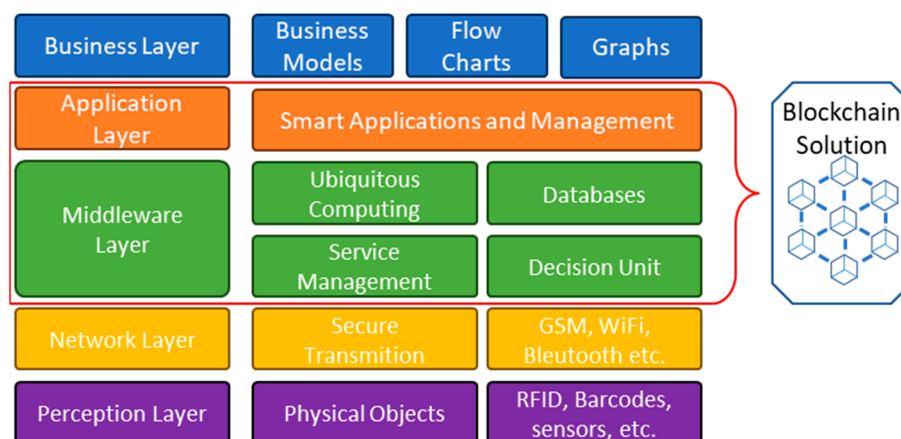 Business Layer
Business
Models
Flow
Charts
Graphs
Application
Layer
Smart Applications and Management
Blockchain
Solution
Middleware
Layer
Ubiquitous
Computing
Databases
Service
Management
Decision Unit
Network Layer
Secure
Transmition
GSM, WiFi,
Bleutooth etc.
Perception Layer
Physical Objects
RFID, Barcodes,
sensors, etc.